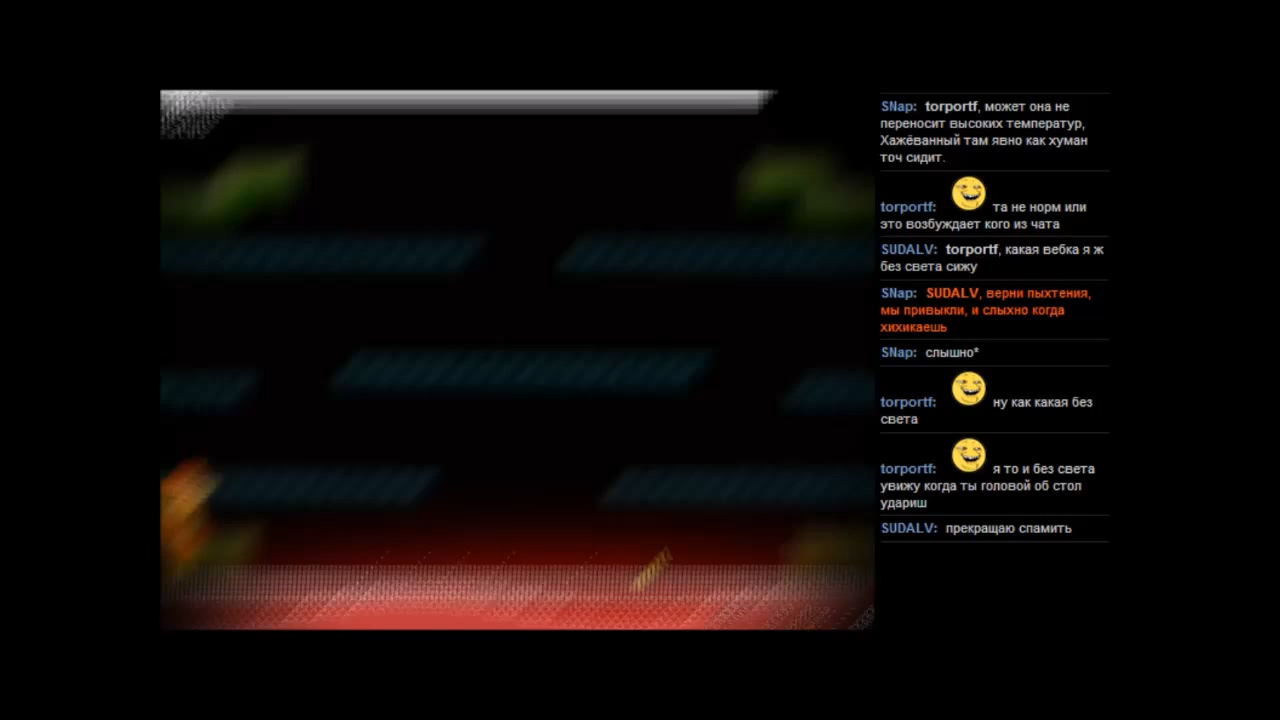 SNap: torportf, может она не
переносит высоких температур,
Хажёванный там явно как хуман
точ сидит.
torportf: та не норм или
это возбуждает кого из чата
SUDALV: torportf, какая вебка я ж
без света сижу
SNap: SUDALV, верни пыхтения,
мы привыкли, и слыхно когда
хихикаешь
SNap: слышно*
torportf: ну как какая без
света
torportf: я то и без света
увижу когда ты головой об стол
удариш
SUDALV: прекращаю спамить